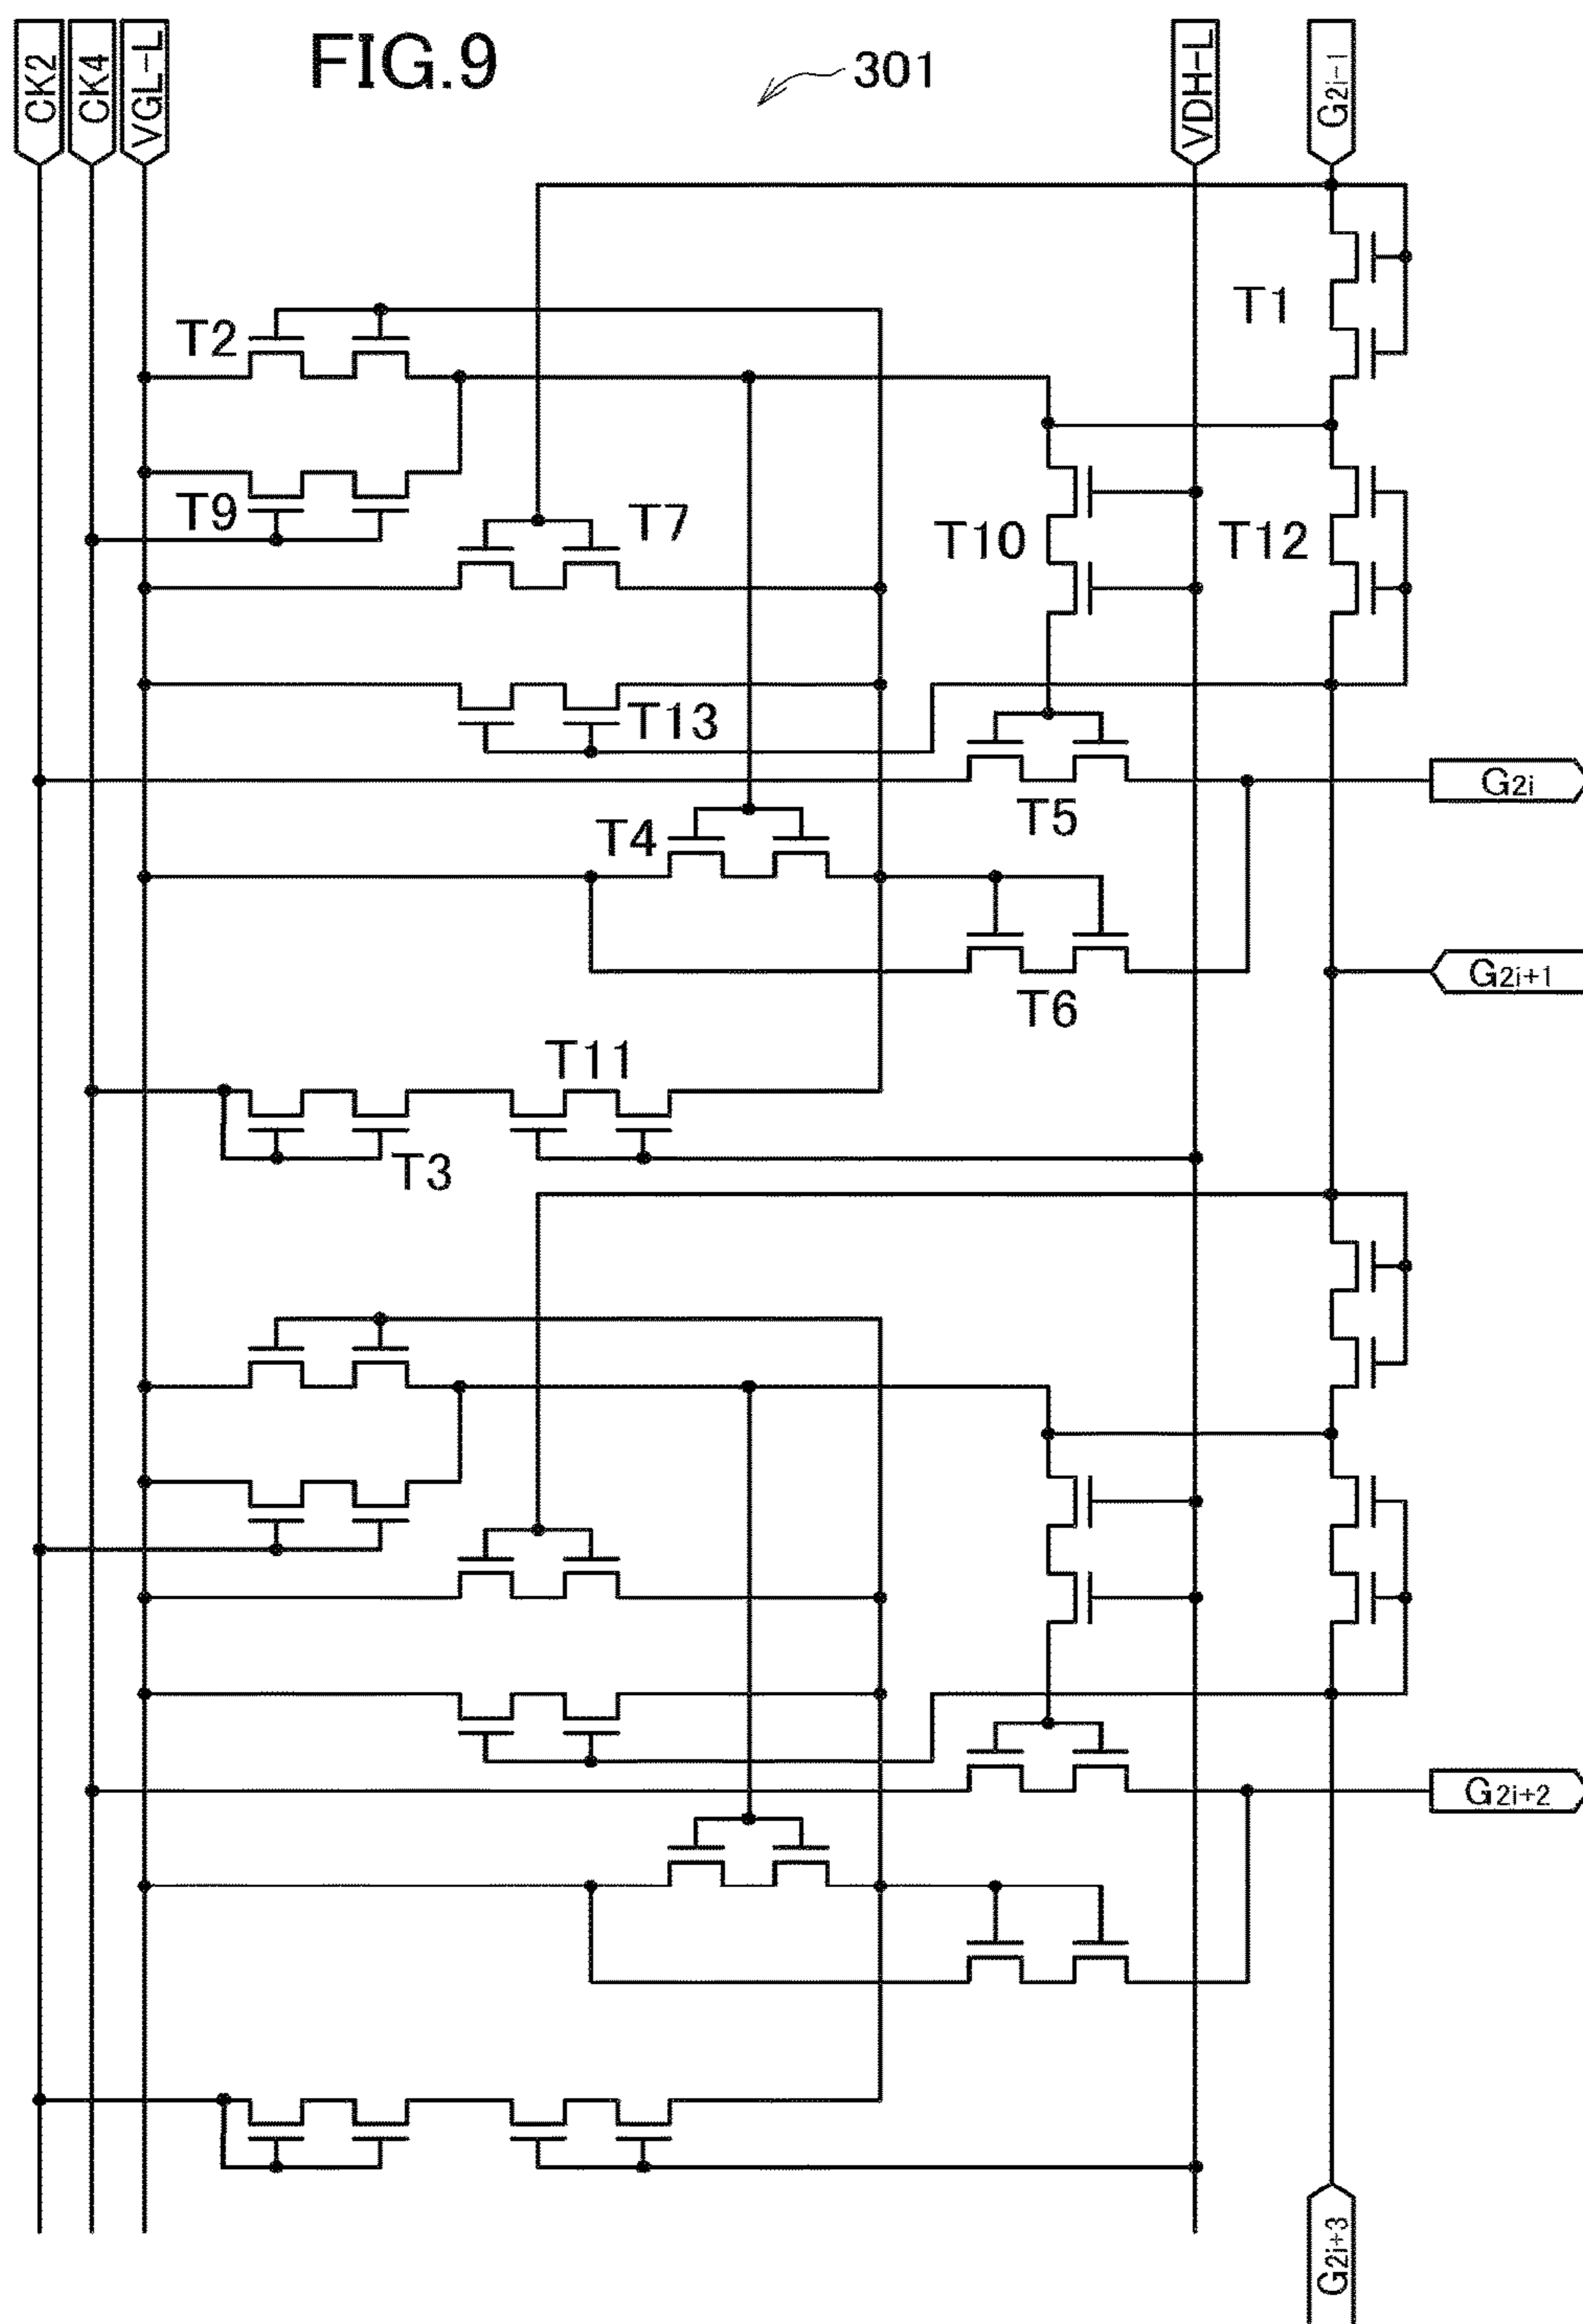 FIG.9
301
CK2
CK4
VGL-L
VDH-L
G2i-1
T1
T2
T9
T7
T10
T12
T13
T5
G2i
T4
T6
G2i+1
T11
T3
G2i+2
G2i+3